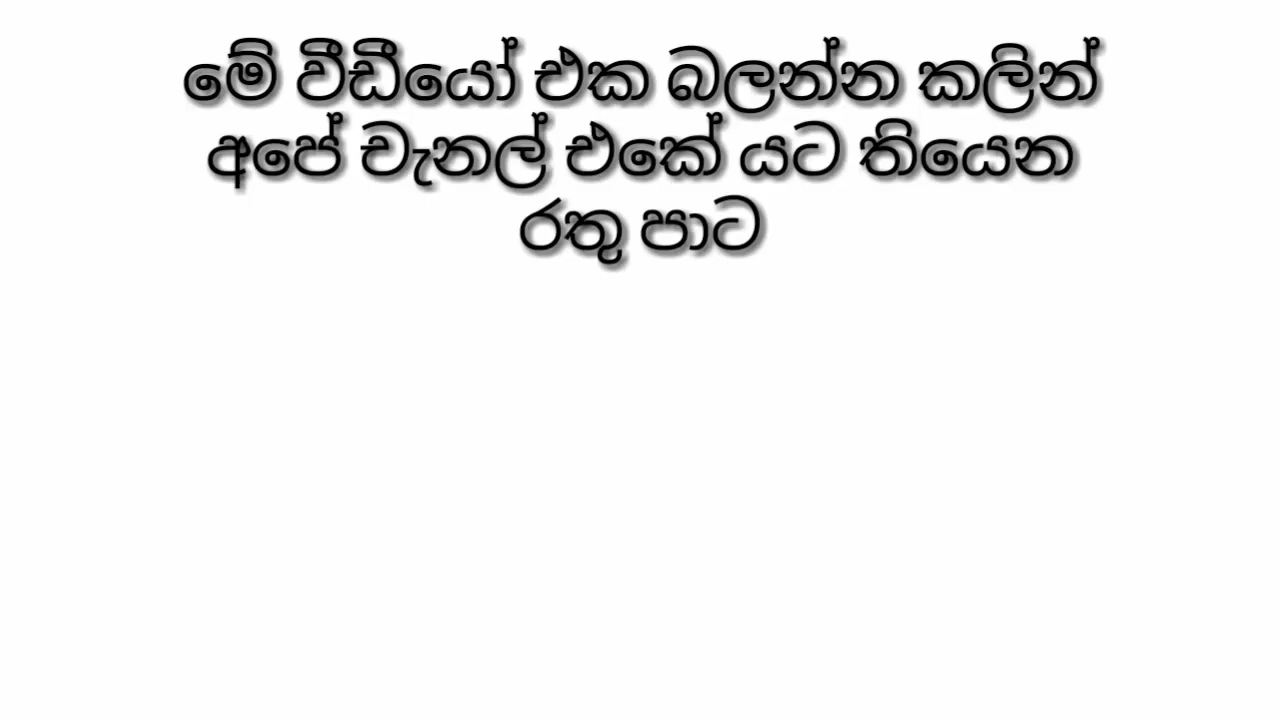 මේ වීඩීයෝ එක බලන්න කලින්
අපේ චැනල් එකේ යට තියෙන
රතු පාට